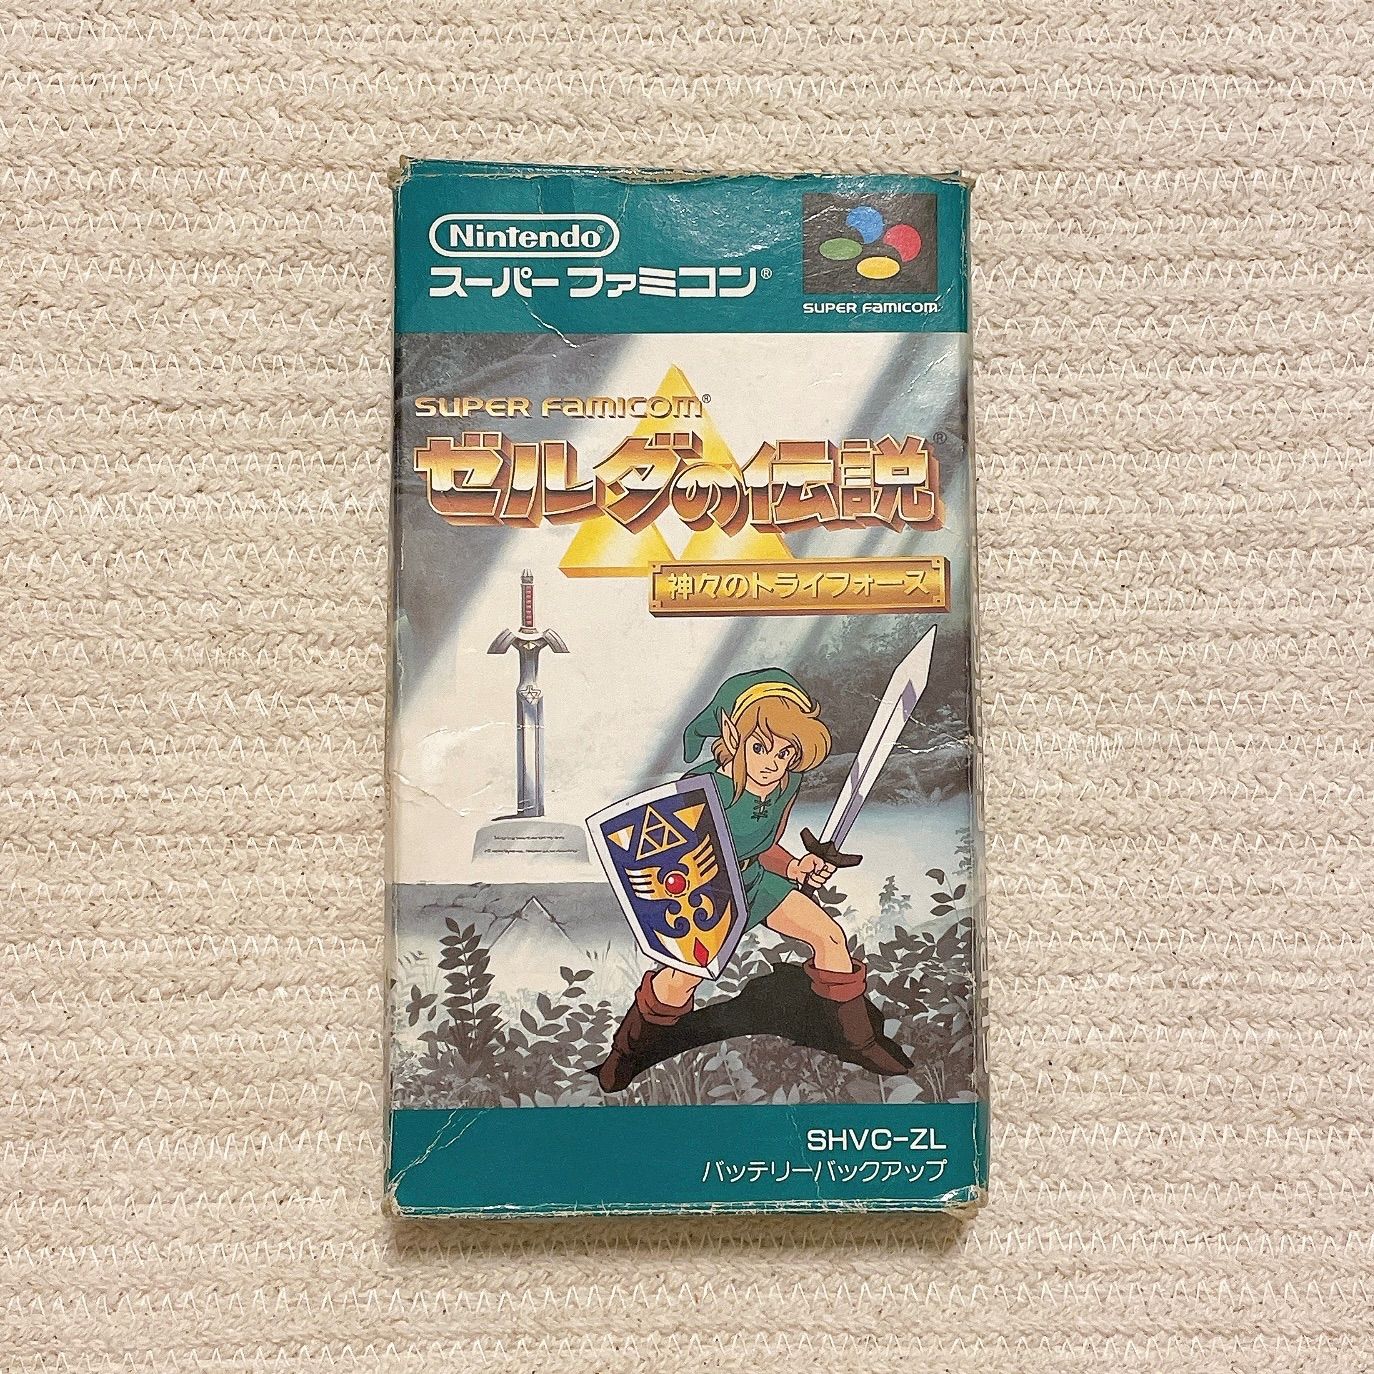 Nintendo®
スーパーファミコン®
SUPER FAMICOM®
SUPER FAMICOM®
ゼルダの伝説®
神々のトライフォース
SHVC-ZL
バッテリーバックアップ